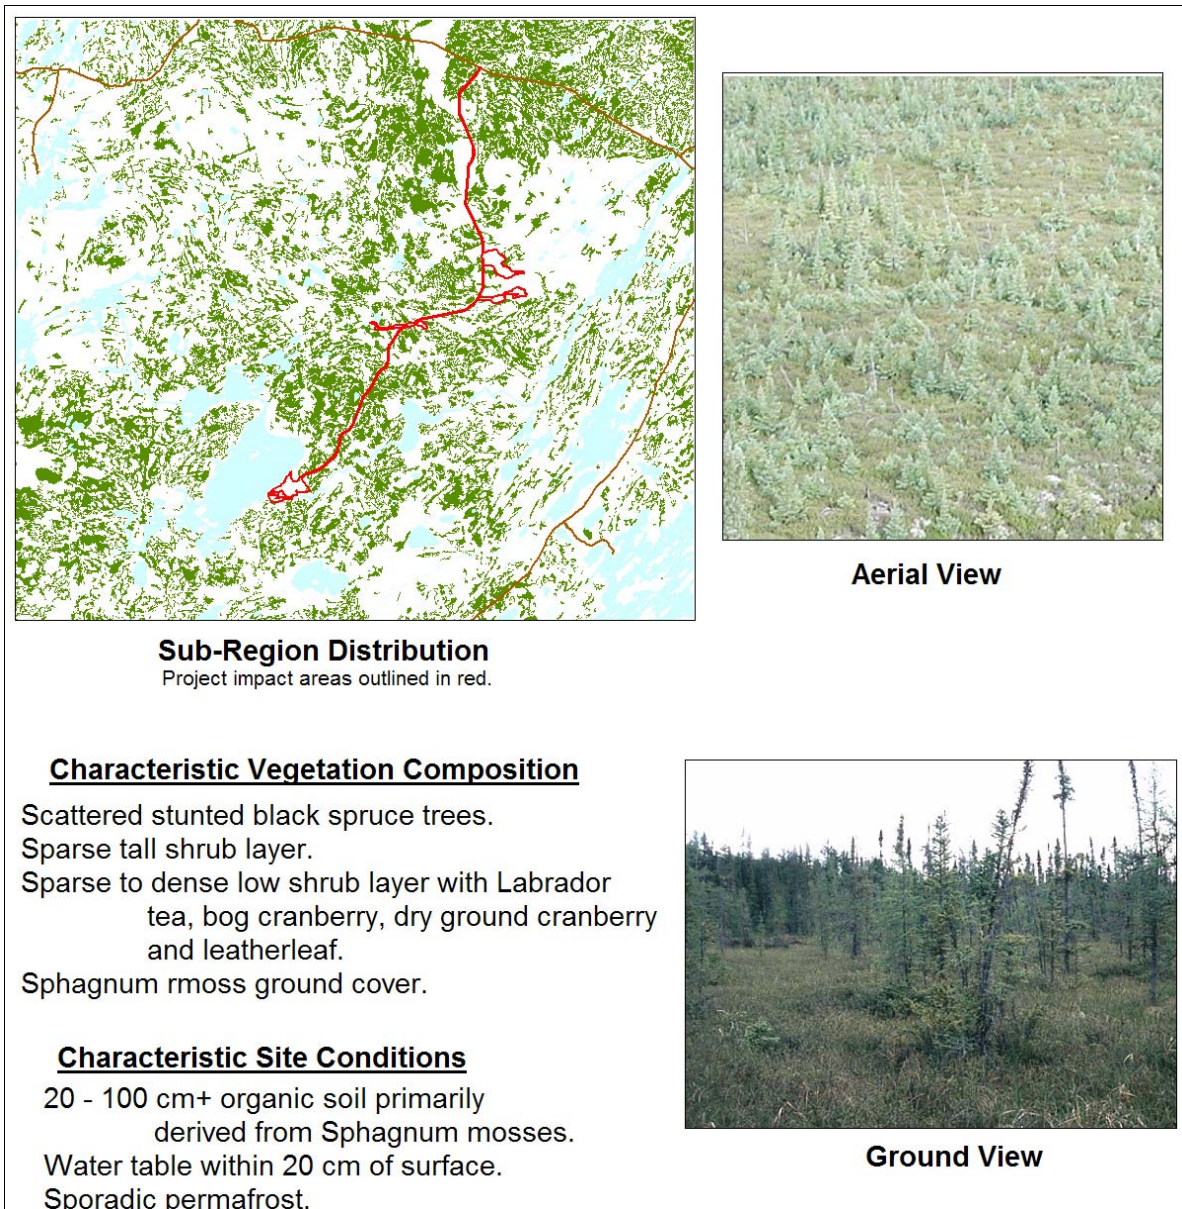 Aerial View
Sub-Region Distribution
Project impact areas outlined in red.
Characteristic Vegetation Composition
Scattered stunted black spruce trees.
Sparse tall shrub layer.
Sparse to dense low shrub layer with Labrador
tea, bog cranberry, dry ground cranberry
and leatherleaf.
Sphagnum rmoss ground cover.
Characteristic Site Conditions
20 - 100 cm+ organic soil primarily
derived from Sphagnum mosses.
Water table within 20 cm of surface.
Sporadic permafrost.
Ground View